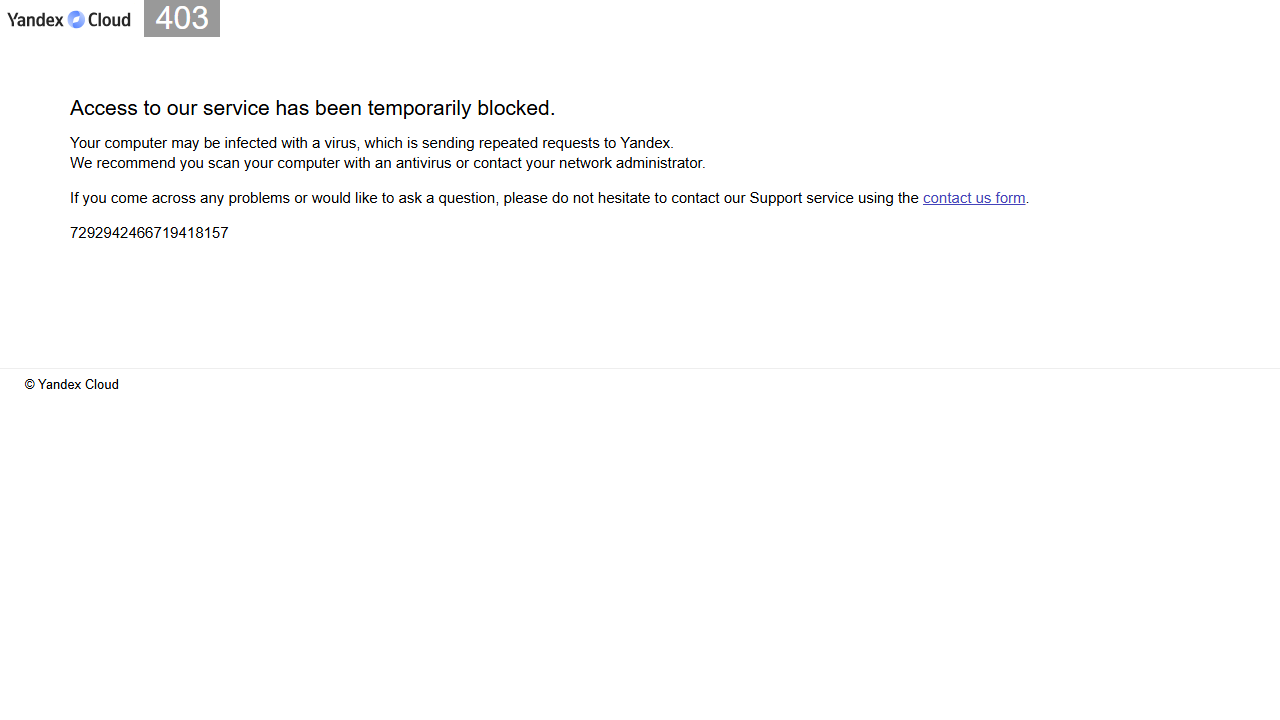 Yandex Cloud 403
Access to our service has been temporarily blocked.
Your computer may be infected with a virus, which is sending repeated requests to Yandex.
We recommend you scan your computer with an antivirus or contact your network administrator.
If you come across any problems or would like to ask a question, please do not hesitate to contact our Support service using the contact us form.
7292942466719418157
© Yandex Cloud